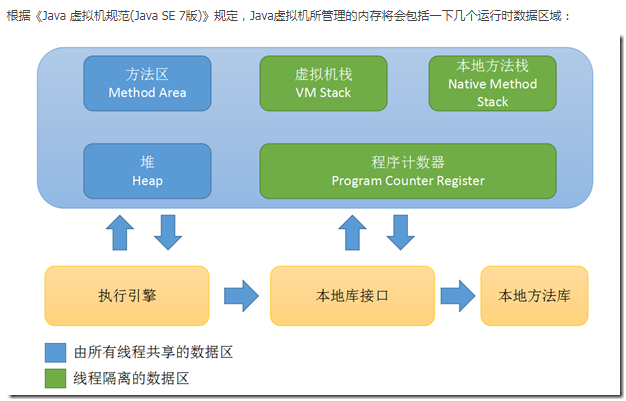 根据《Java 虚拟机规范(Java SE 7版)》规定，Java虚拟机所管理的内存将会包括一下几个运行时数据区域：
方法区
Method Area
虚拟机栈
VM Stack
本地方法栈
Native Method
Stack
堆
Heap
程序计数器
Program Counter Register
执行引擎
本地库接口
本地方法库
由所有线程共享的数据区
线程隔离的数据区